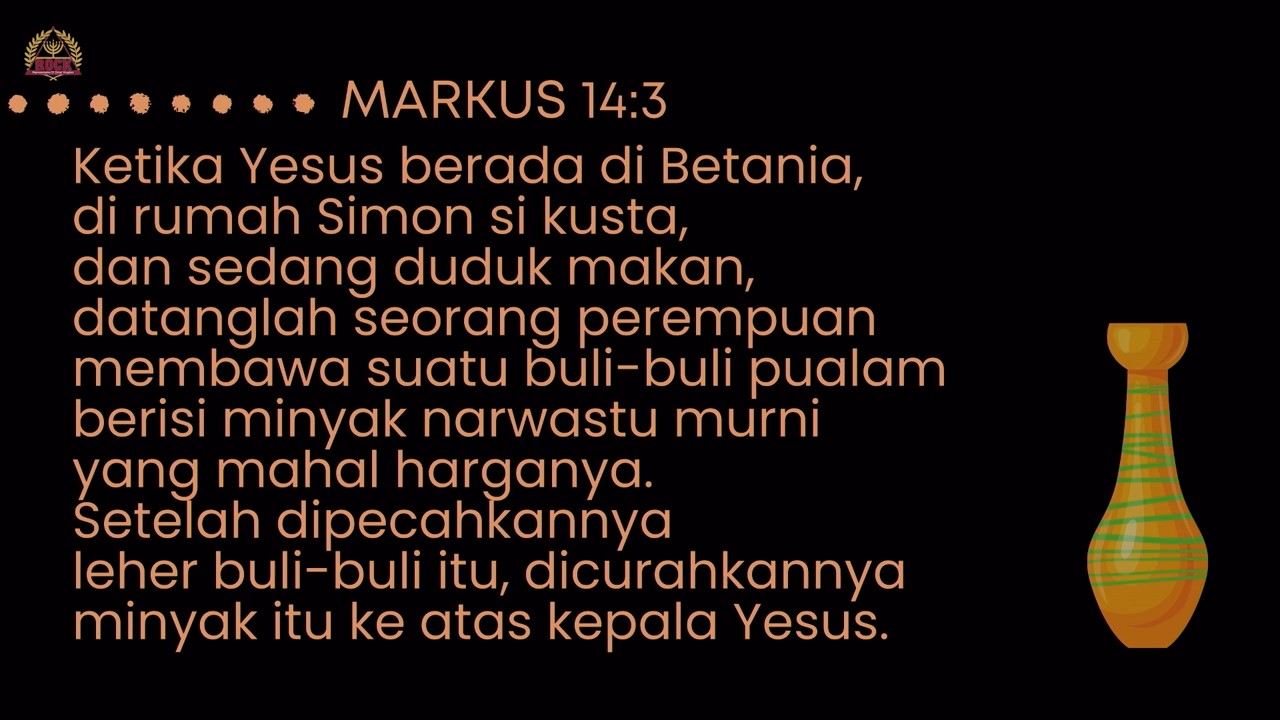 ROCK
MARKUS 14:3
Ketika Yesus berada di Betania,
di rumah Simon si kusta,
dan sedang duduk makan,
datanglah seorang perempuan
membawa suatu buli-buli pualam
berisi minyak narwastu murni
yang mahal harganya.
Setelah dipecahkannya
leher buli-buli itu, dicurahkannya
minyak itu ke atas kepala Yesus.